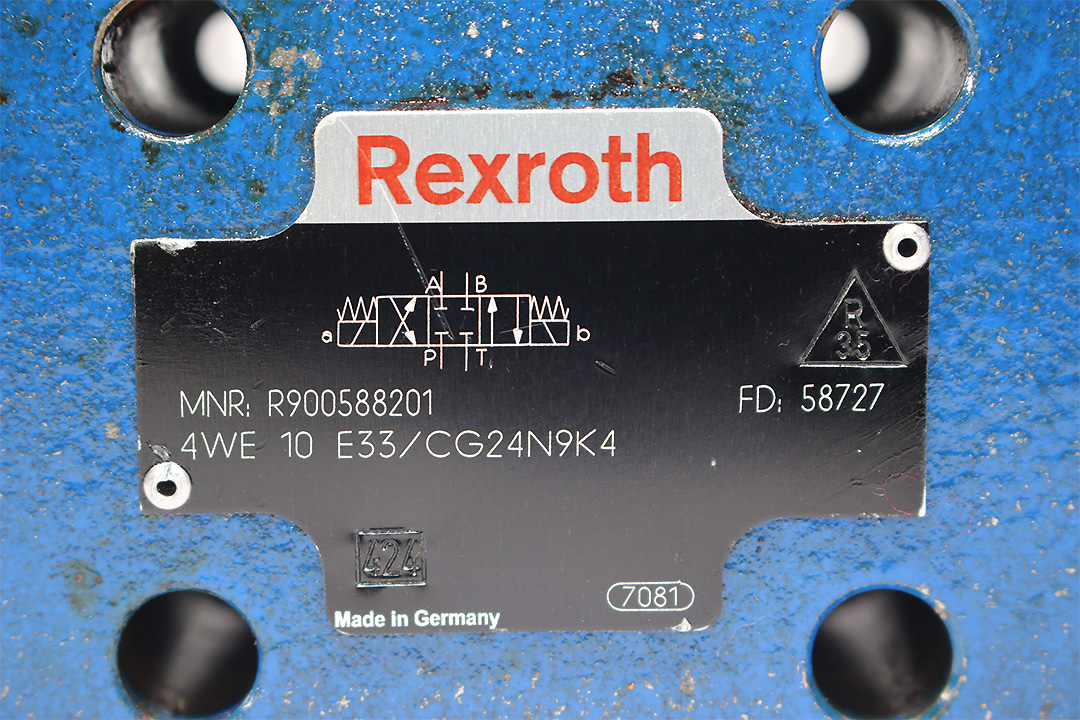 Rexroth
A B
a b
P T
R
35
MNR: R900588201
FD: 58727
4WE 10 E33/CG24N9K4
424
7081
Made in Germany